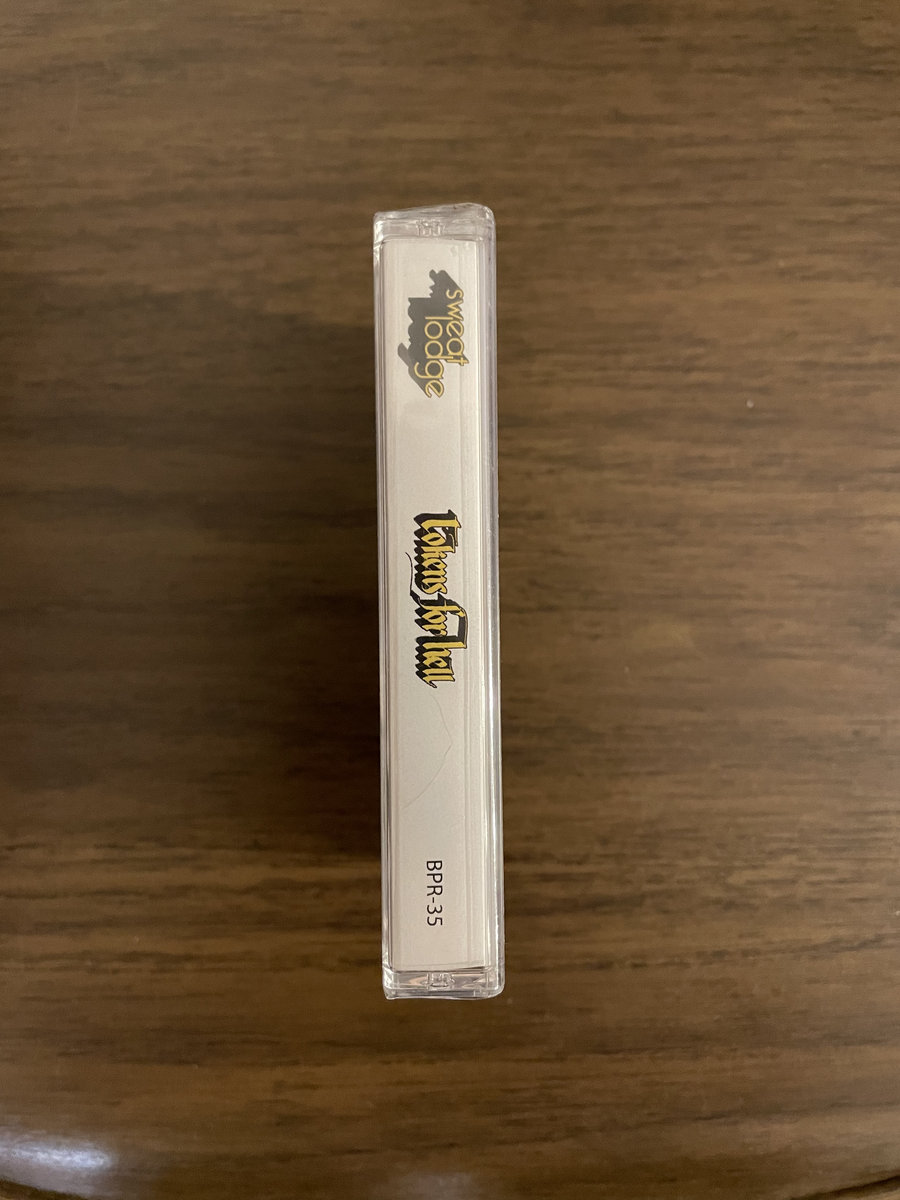 sweat
lodge
tokens for hell
BPR-35